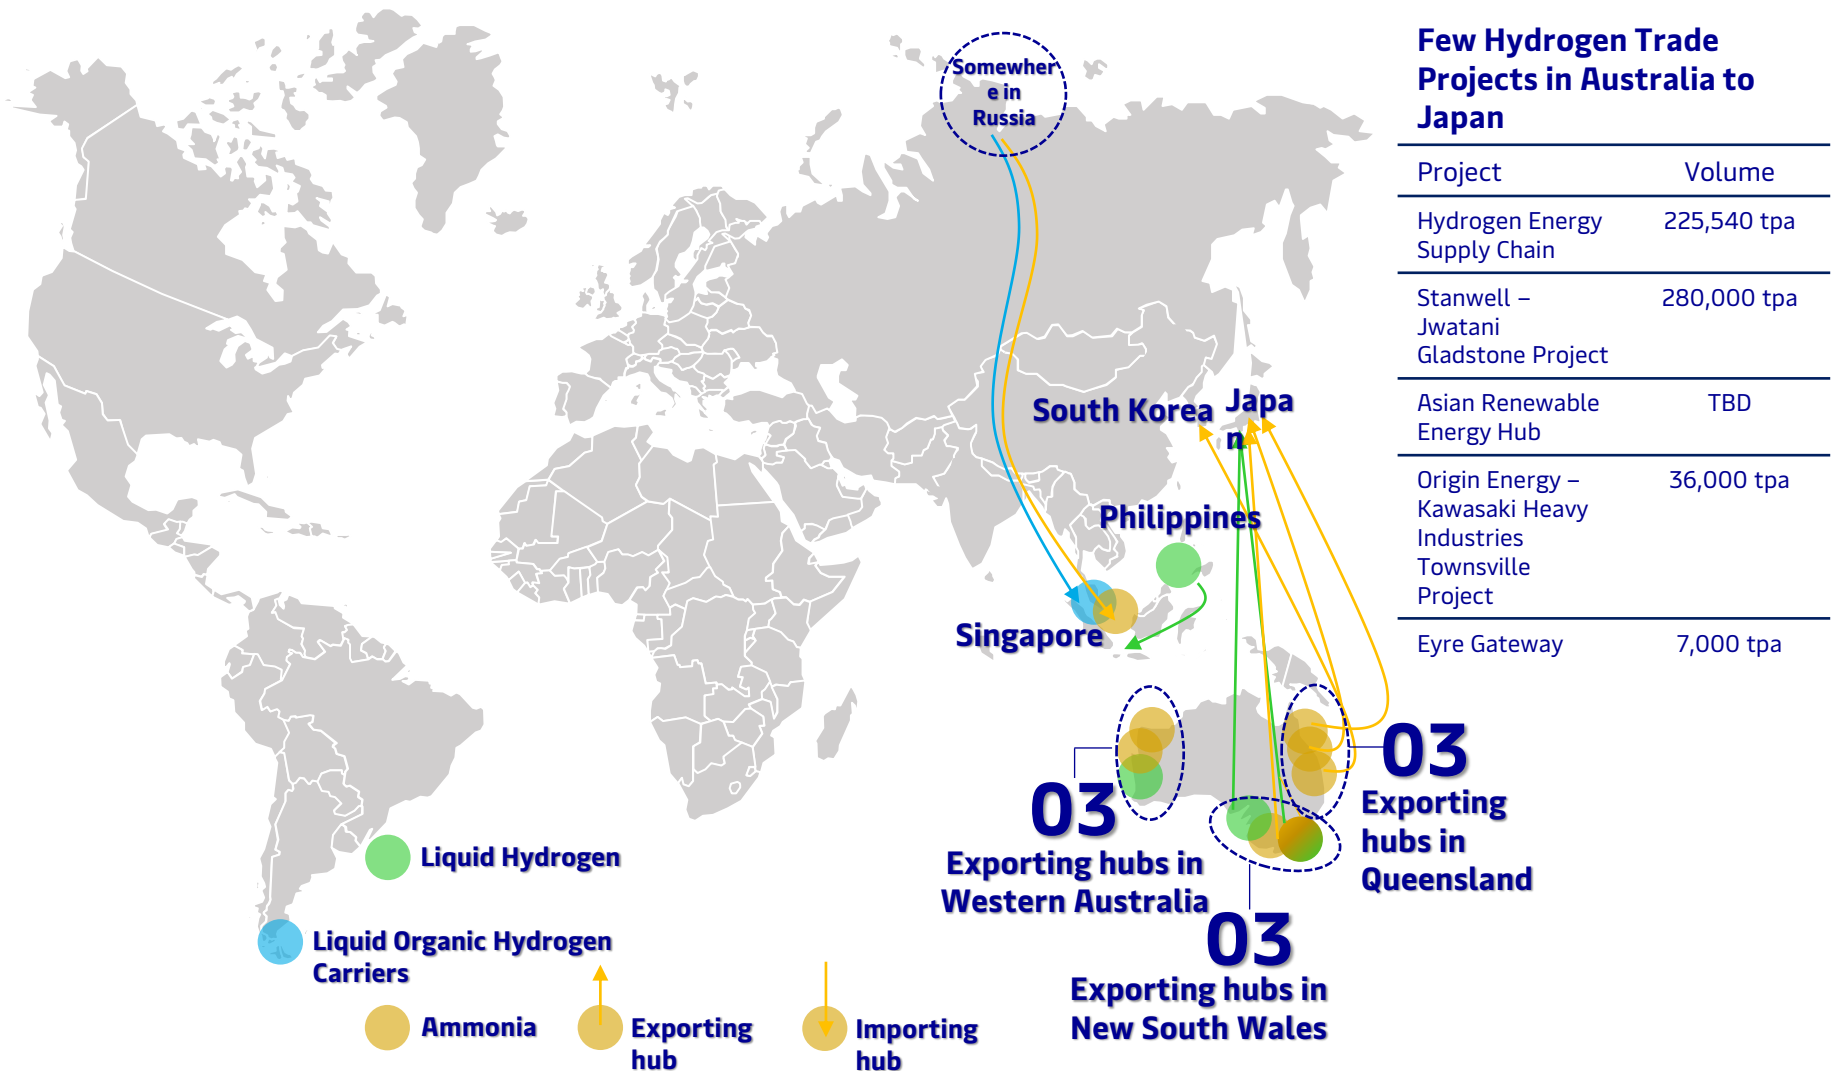 Few Hydrogen Trade
Projects in Australia to
Japan
Project Volume
Hydrogen Energy 225,540 tpa
Supply Chain
Stanwell – 280,000 tpa
Jwatani
Gladstone Project
Asian Renewable TBD
Energy Hub
Origin Energy – 36,000 tpa
Kawasaki Heavy
Industries
Townsville
Project
Eyre Gateway 7,000 tpa
Somewher
e in
Russia
South Korea
Japa
n
Philippines
Singapore
03
Exporting hubs in
Western Australia
03
Exporting
hubs in
Queensland
03
Exporting hubs in
New South Wales
Liquid Hydrogen
Liquid Organic Hydrogen
Carriers
Ammonia
Exporting
hub
Importing
hub